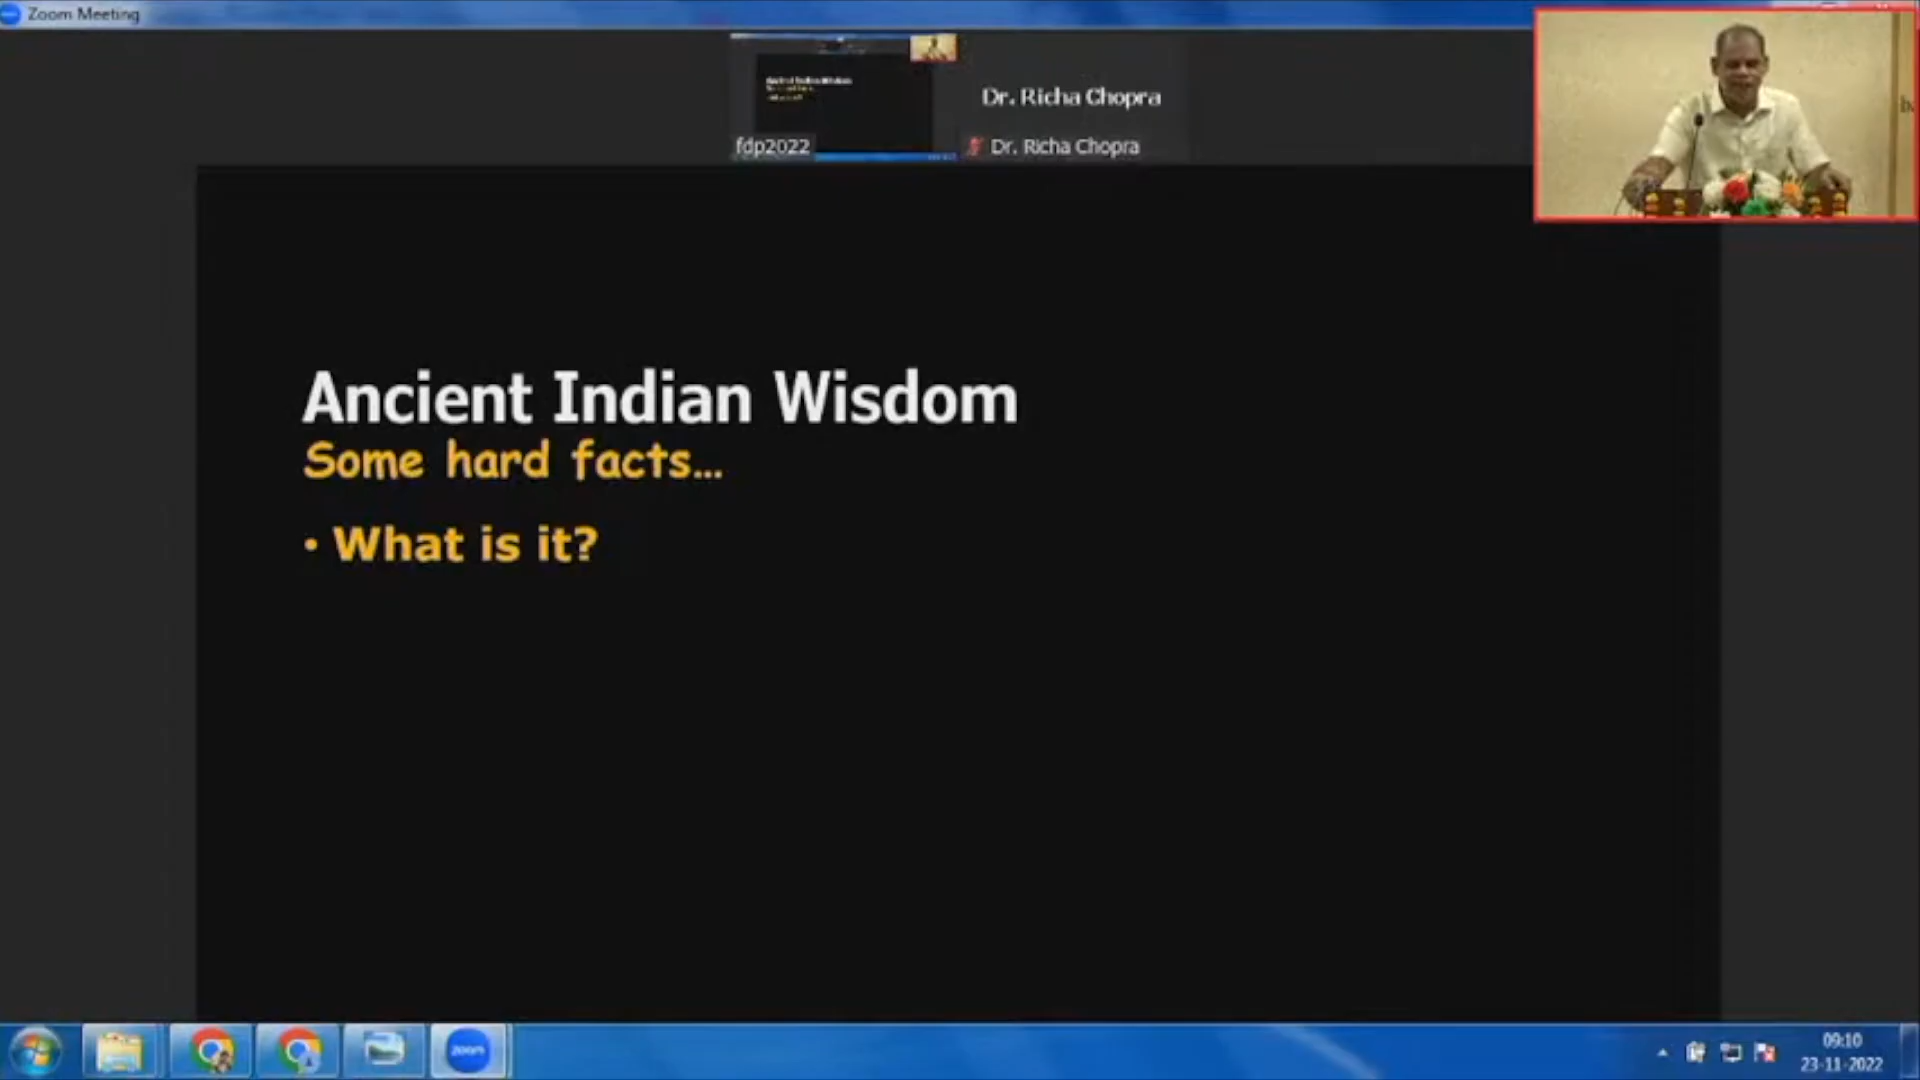 Zoom Meeting
Dr. Richa Chopra
fdp2022
Dr. Richa Chopra
Ancient Indian Wisdom
Some hard facts...
• What is it?
zoom
09:10
23-11-2022